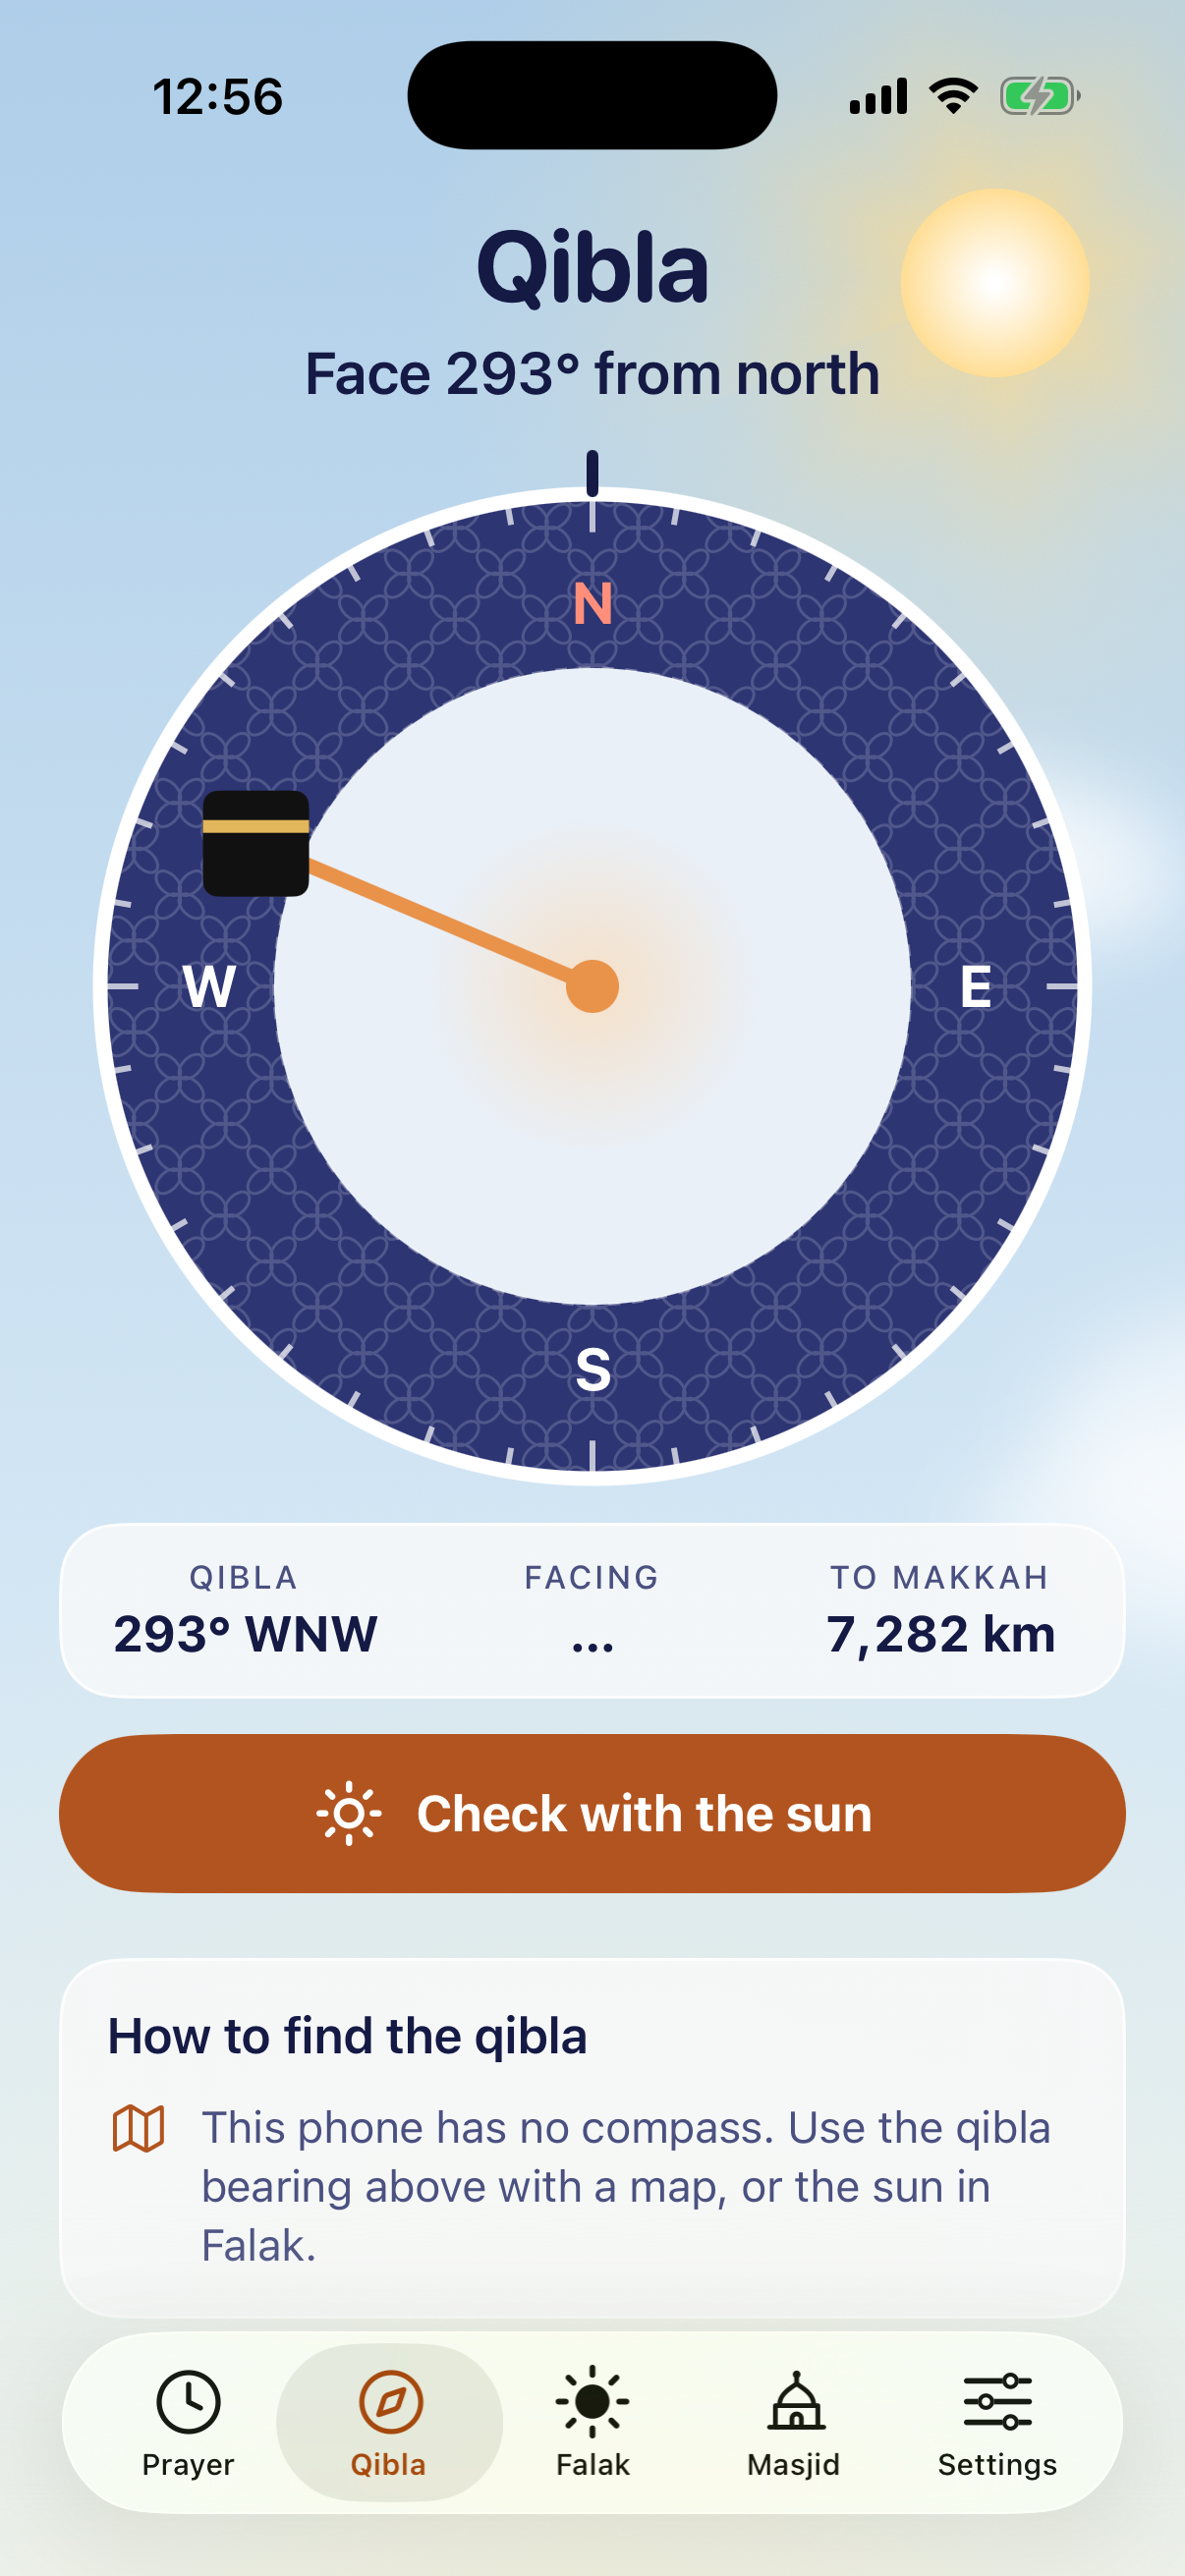 12:56
Qibla
Face 293° from north
N
W
E
S
QIBLA
293° WNW
FACING
...
TO MAKKAH
7,282 km
Check with the sun
How to find the qibla
This phone has no compass. Use the qibla
bearing above with a map, or the sun in
Falak.
Prayer
Qibla
Falak
Masjid
Settings